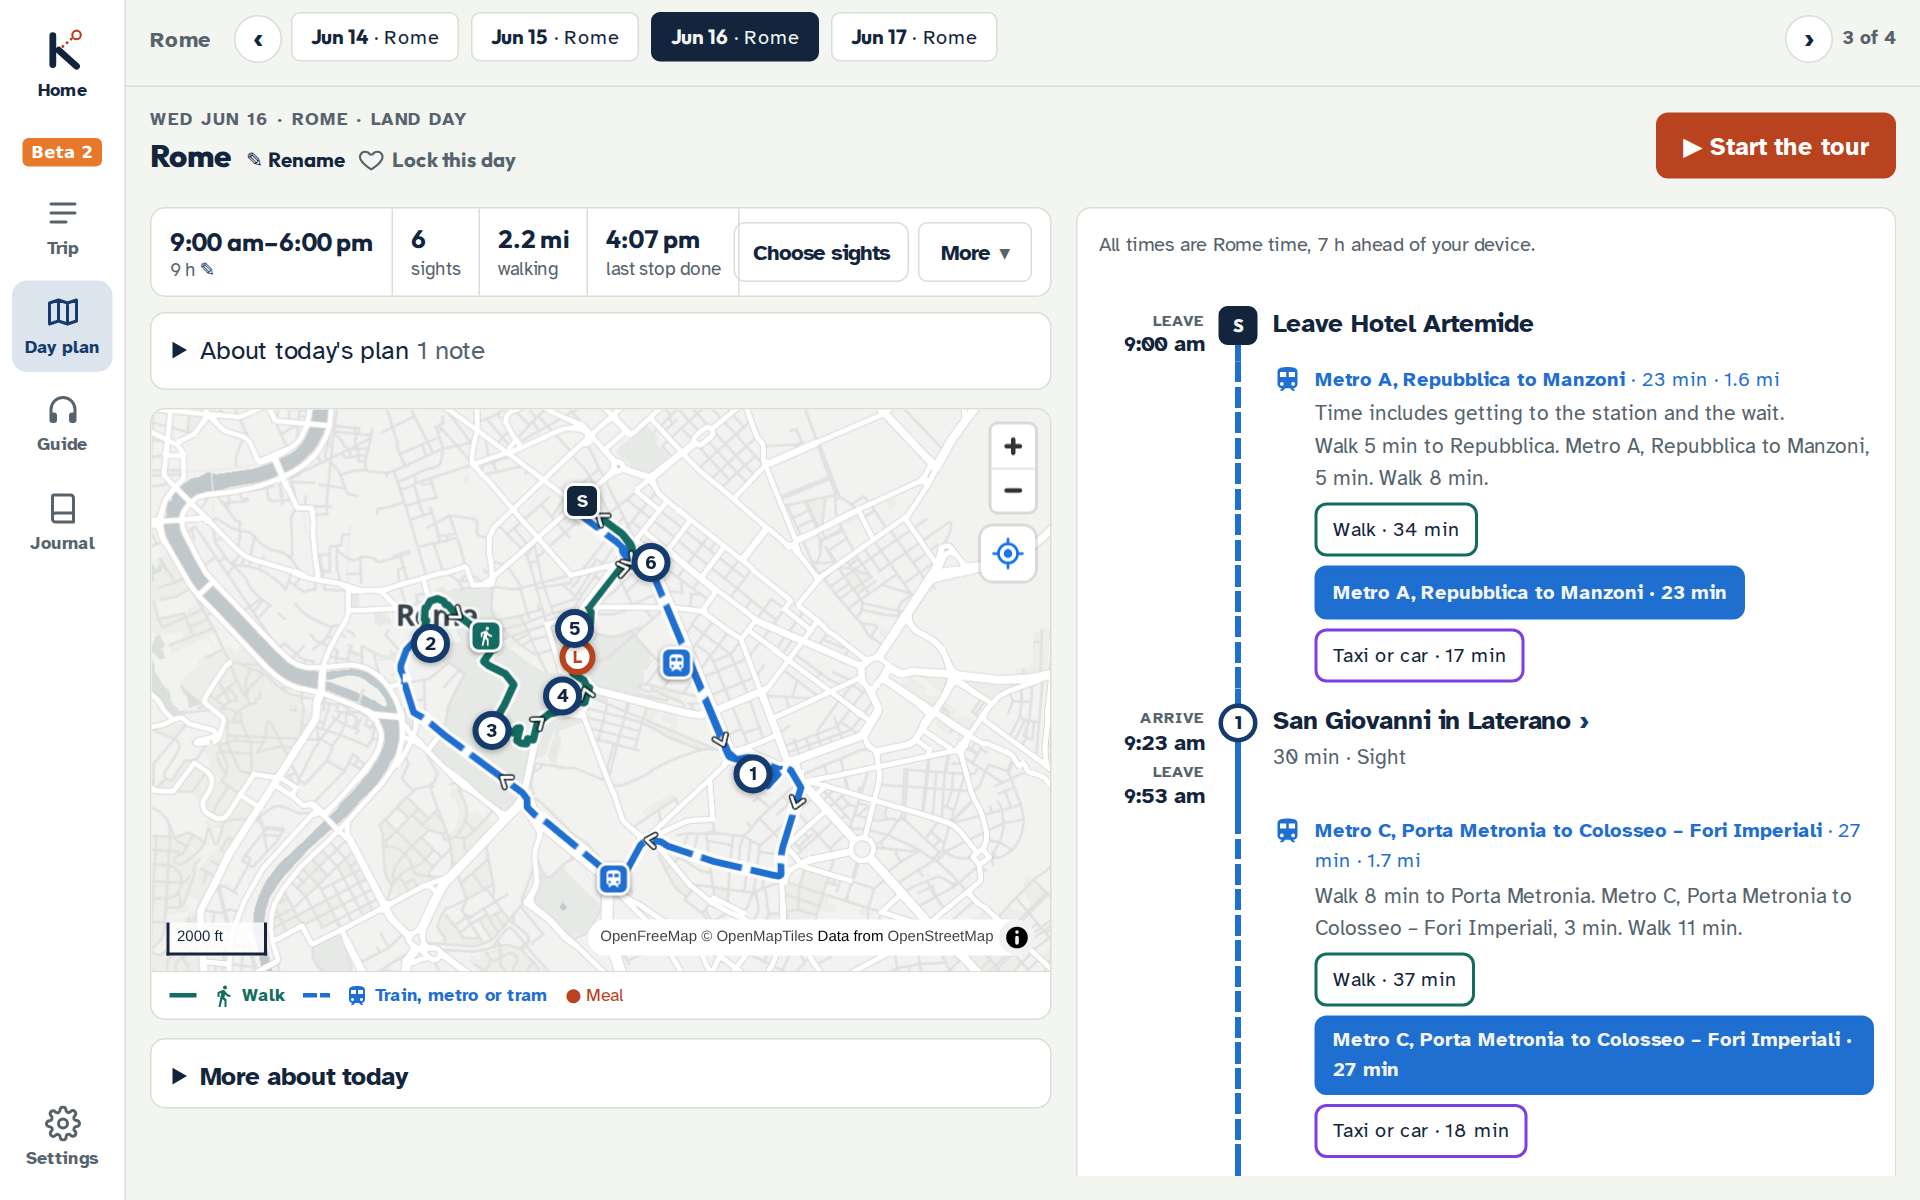 Home
Beta 2
Trip
Day plan
Guide
Journal
Settings
Rome
‹
Jun 14 · Rome
Jun 15 · Rome
Jun 16 · Rome
Jun 17 · Rome
›
3 of 4
WED JUN 16 · ROME · LAND DAY
Rome
✎ Rename
Lock this day
▶ Start the tour
9:00 am–6:00 pm
9 h ✎
6
sights
2.2 mi
walking
4:07 pm
last stop done
Choose sights
More ▾
▶ About today's plan 1 note
S
6
5
L
4
2
3
1
+
−
2000 ft
OpenFreeMap © OpenMapTiles Data from OpenStreetMap
Walk
Train, metro or tram
Meal
▶ More about today
All times are Rome time, 7 h ahead of your device.
LEAVE
9:00 am
S
Leave Hotel Artemide
Metro A, Repubblica to Manzoni · 23 min · 1.6 mi
Time includes getting to the station and the wait.
Walk 5 min to Repubblica. Metro A, Repubblica to Manzoni,
5 min. Walk 8 min.
Walk · 34 min
Metro A, Repubblica to Manzoni · 23 min
Taxi or car · 17 min
ARRIVE
9:23 am
LEAVE
9:53 am
1
San Giovanni in Laterano ›
30 min · Sight
Metro C, Porta Metronia to Colosseo – Fori Imperiali · 27
min · 1.7 mi
Walk 8 min to Porta Metronia. Metro C, Porta Metronia to
Colosseo – Fori Imperiali, 3 min. Walk 11 min.
Walk · 37 min
Metro C, Porta Metronia to Colosseo – Fori Imperiali ·
27 min
Taxi or car · 18 min